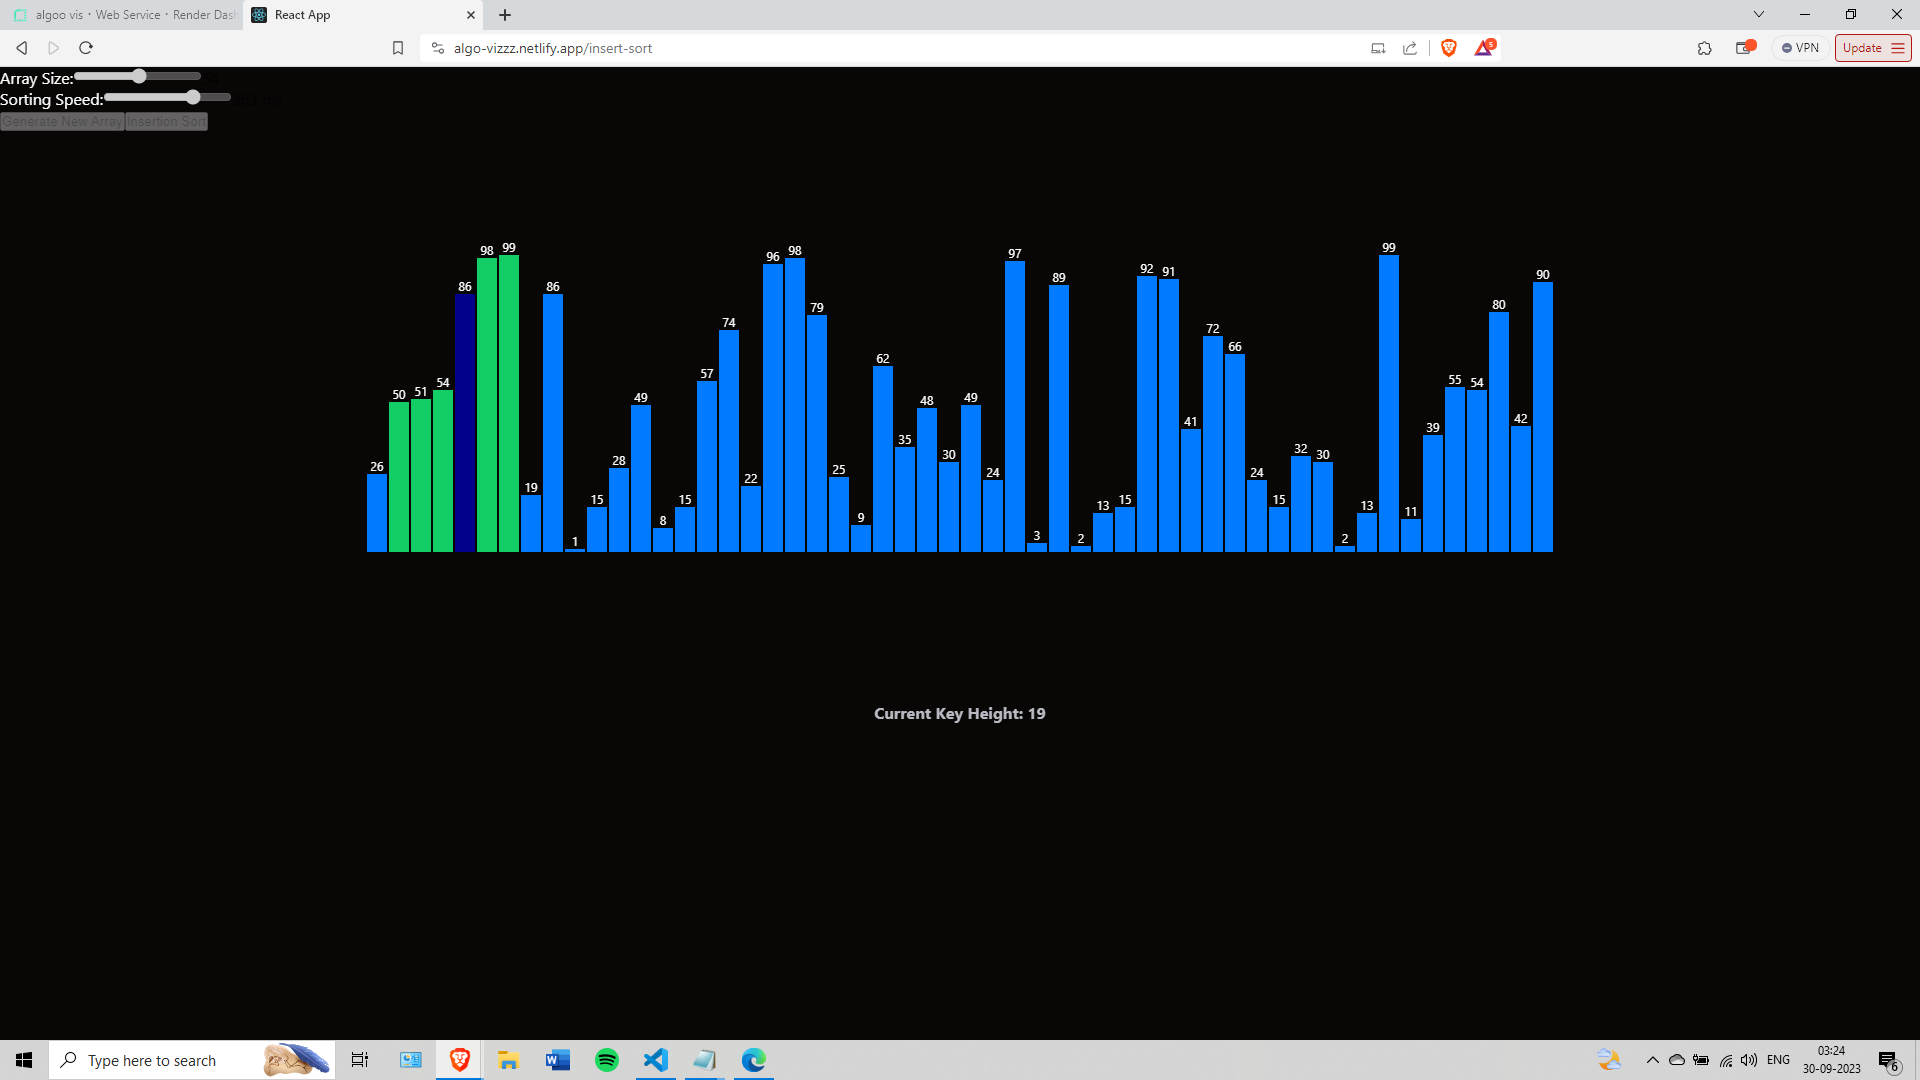 algoo vis · Web Service · Render Dash
React App
algo-vizzz.netlify.app/insert-sort
5
VPN
Update
Array Size:
Sorting Speed:
Generate New Array Insertion Sort
26 50 51 54 86 98 99 19 86 1 15 28 49 8 15 57 74 22 96 98 79 25 9 62 35 48 30 49 24 97 3 89 2 13 15 92 91 41 72 66 24 15 32 30 2 13 99 11 39 55 54 80 42 90
Current Key Height: 19
Type here to search
ENG
03:24
30-09-2023
6